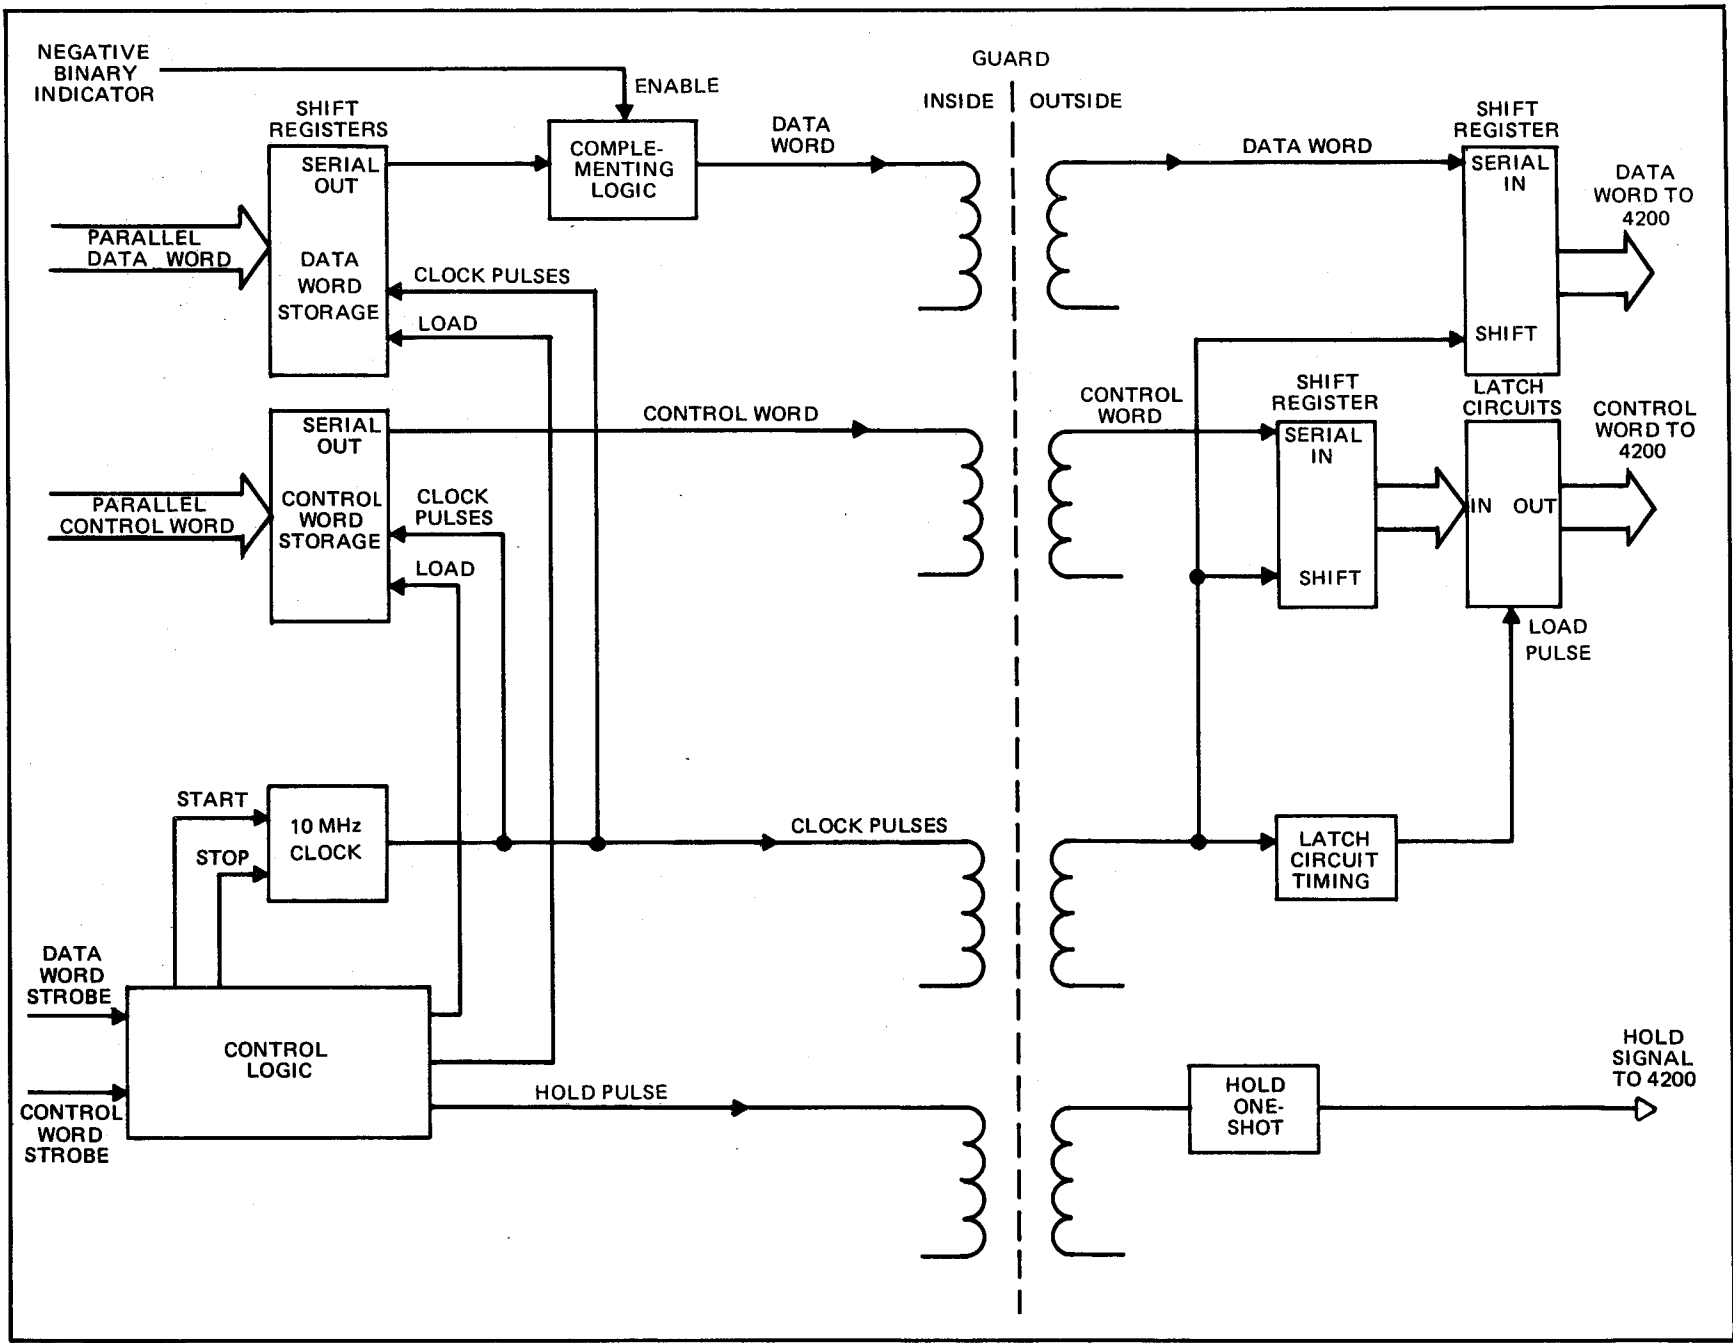 NEGATIVE
BINARY
INDICATOR
ENABLE
GUARD
INSIDE
OUTSIDE
SHIFT
REGISTERS
SERIAL
OUT
DATA
WORD
STORAGE
PARALLEL
DATA WORD
COMPLE-
MENTING
LOGIC
DATA
WORD
DATA WORD
SHIFT
REGISTER
SERIAL
IN
SHIFT
DATA
WORD TO
4200
CLOCK PULSES
LOAD
SERIAL
OUT
CONTROL
WORD
STORAGE
PARALLEL
CONTROL WORD
CONTROL WORD
CLOCK
PULSES
LOAD
CONTROL
WORD
SHIFT
REGISTER
SERIAL
IN
SHIFT
LATCH
CIRCUITS
IN OUT
CONTROL
WORD TO
4200
LOAD
PULSE
START
STOP
10 MHz
CLOCK
CLOCK PULSES
LATCH
CIRCUIT
TIMING
DATA
WORD
STROBE
CONTROL
LOGIC
CONTROL
WORD
STROBE
HOLD PULSE
HOLD
ONE-
SHOT
HOLD
SIGNAL
TO 4200